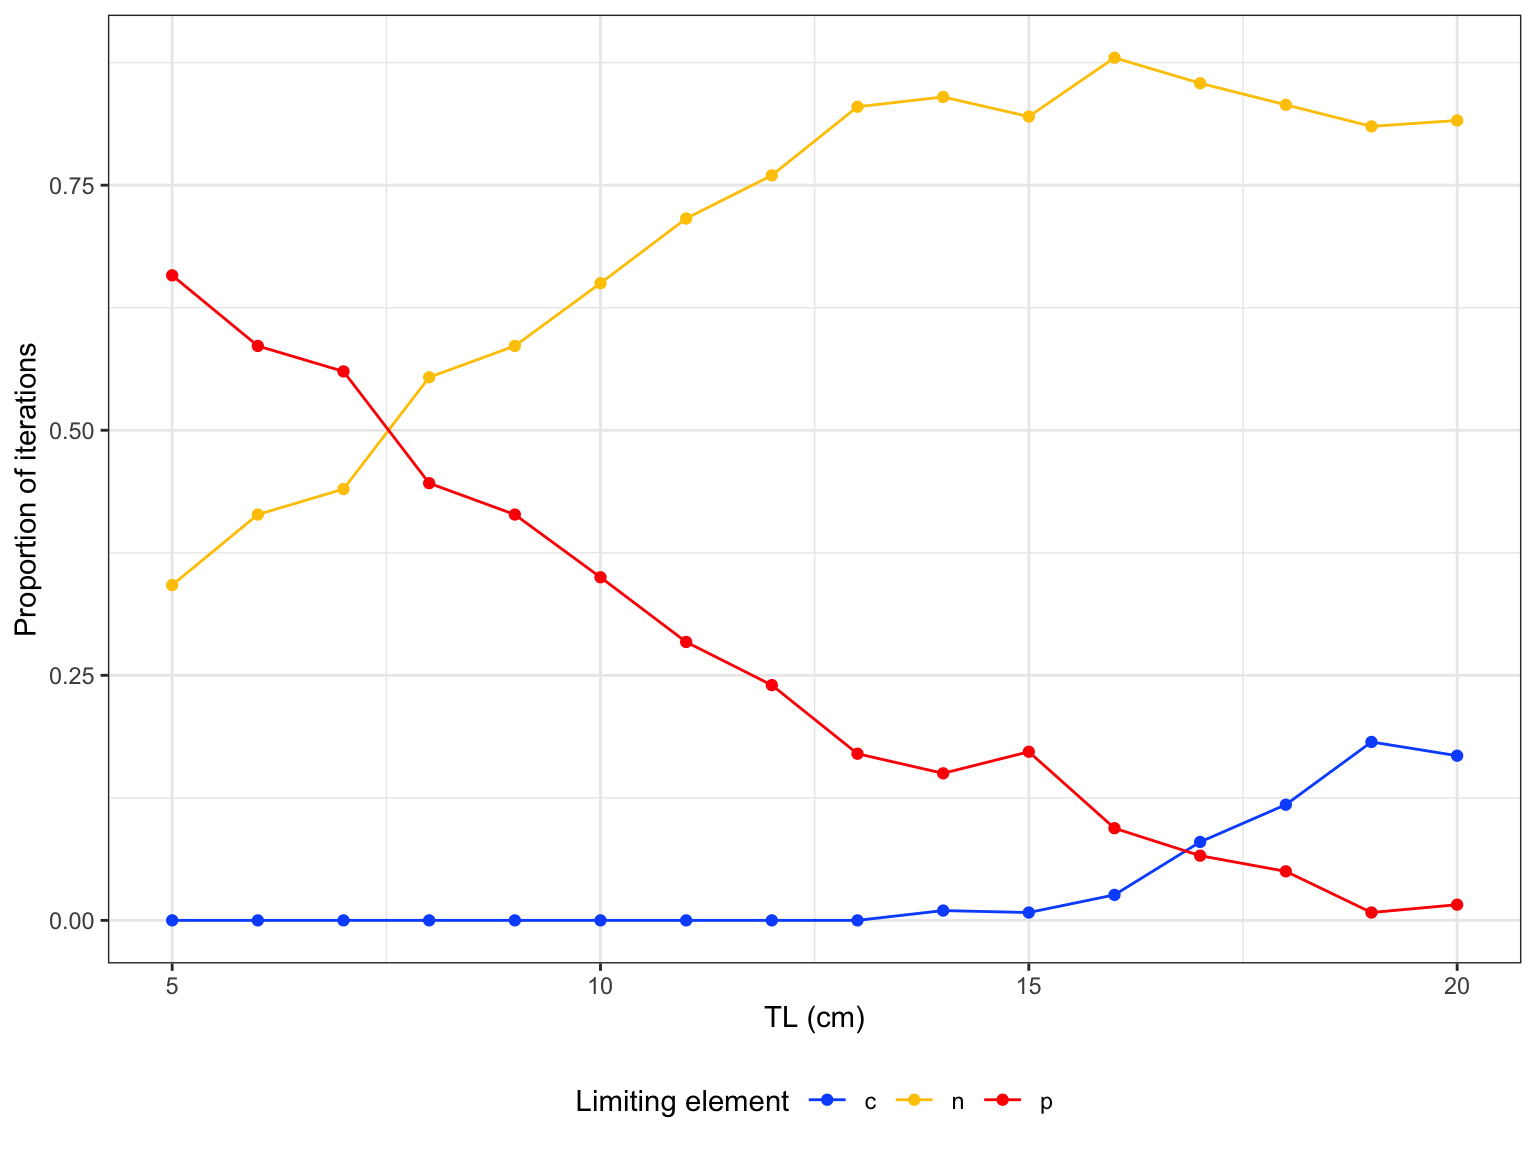 Proportion of iterations
0.75
0.50
0.25
0.00
5 10 15 20
TL (cm)
Limiting element c n p